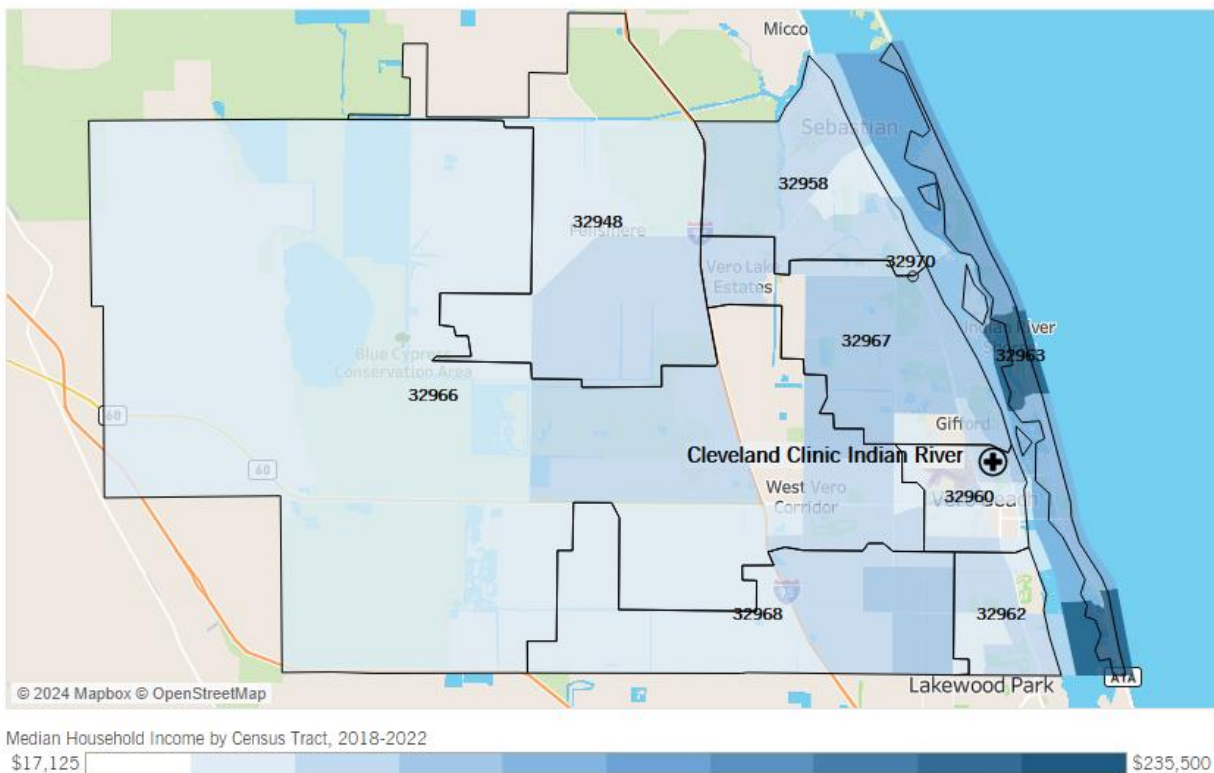 Micco
Sebastian
32958
32948
Fellsmere
32970
Vero Lake
Estates
Indian River
32963
32967
Blue Cypress
Conservation Area
32966
60
Gifford
Cleveland Clinic Indian River
60
West Vero
Corridor
32960
Vero Beach
32968
32962
A1A
Lakewood Park
© 2024 Mapbox © OpenStreetMap
Median Household Income by Census Tract, 2018-2022
$17,125
$235,500